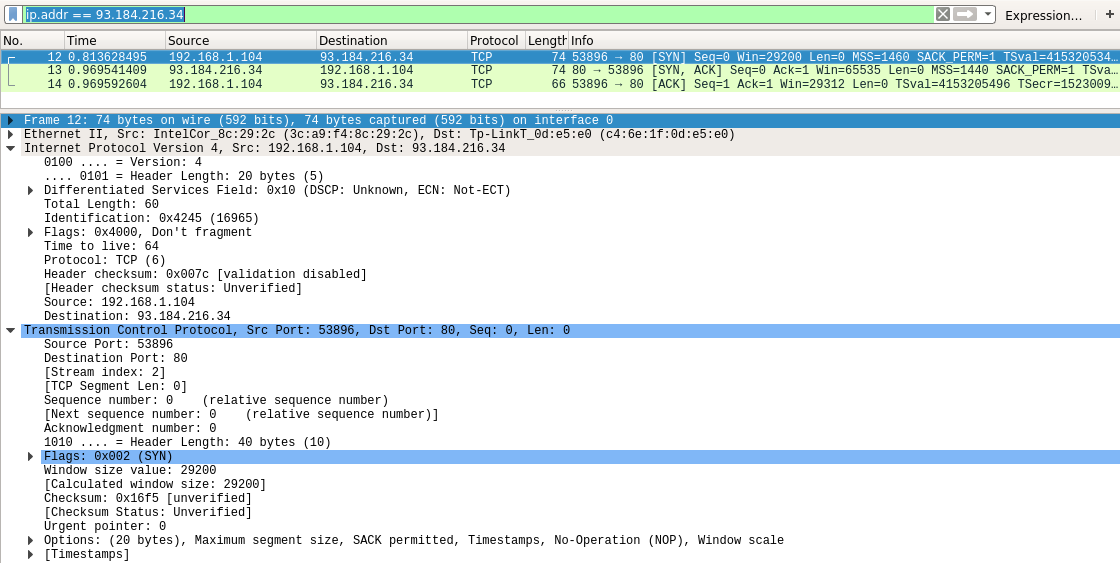 ip.addr == 93.184.216.34 Expression… +
No. Time Source Destination Protocol Length Info
12 0.813628495 192.168.1.104 93.184.216.34 TCP 74 53896 → 80 [SYN] Seq=0 Win=29200 Len=0 MSS=1460 SACK_PERM=1 TSval=415320534…
13 0.969541409 93.184.216.34 192.168.1.104 TCP 74 80 → 53896 [SYN, ACK] Seq=0 Ack=1 Win=65535 Len=0 MSS=1440 SACK_PERM=1 TSva…
14 0.969592604 192.168.1.104 93.184.216.34 TCP 66 53896 → 80 [ACK] Seq=1 Ack=1 Win=29312 Len=0 TSval=4153205496 TSecr=1523009…
Frame 12: 74 bytes on wire (592 bits), 74 bytes captured (592 bits) on interface 0
Ethernet II, Src: IntelCor_8c:29:2c (3c:a9:f4:8c:29:2c), Dst: Tp-LinkT_0d:e5:e0 (c4:6e:1f:0d:e5:e0)
Internet Protocol Version 4, Src: 192.168.1.104, Dst: 93.184.216.34
0100 .... = Version: 4
.... 0101 = Header Length: 20 bytes (5)
Differentiated Services Field: 0x10 (DSCP: Unknown, ECN: Not-ECT)
Total Length: 60
Identification: 0x4245 (16965)
Flags: 0x4000, Don't fragment
Time to live: 64
Protocol: TCP (6)
Header checksum: 0x007c [validation disabled]
[Header checksum status: Unverified]
Source: 192.168.1.104
Destination: 93.184.216.34
Transmission Control Protocol, Src Port: 53896, Dst Port: 80, Seq: 0, Len: 0
Source Port: 53896
Destination Port: 80
[Stream index: 2]
[TCP Segment Len: 0]
Sequence number: 0    (relative sequence number)
[Next sequence number: 0    (relative sequence number)]
Acknowledgment number: 0
1010 .... = Header Length: 40 bytes (10)
Flags: 0x002 (SYN)
Window size value: 29200
[Calculated window size: 29200]
Checksum: 0x16f5 [unverified]
[Checksum Status: Unverified]
Urgent pointer: 0
Options: (20 bytes), Maximum segment size, SACK permitted, Timestamps, No-Operation (NOP), Window scale
[Timestamps]